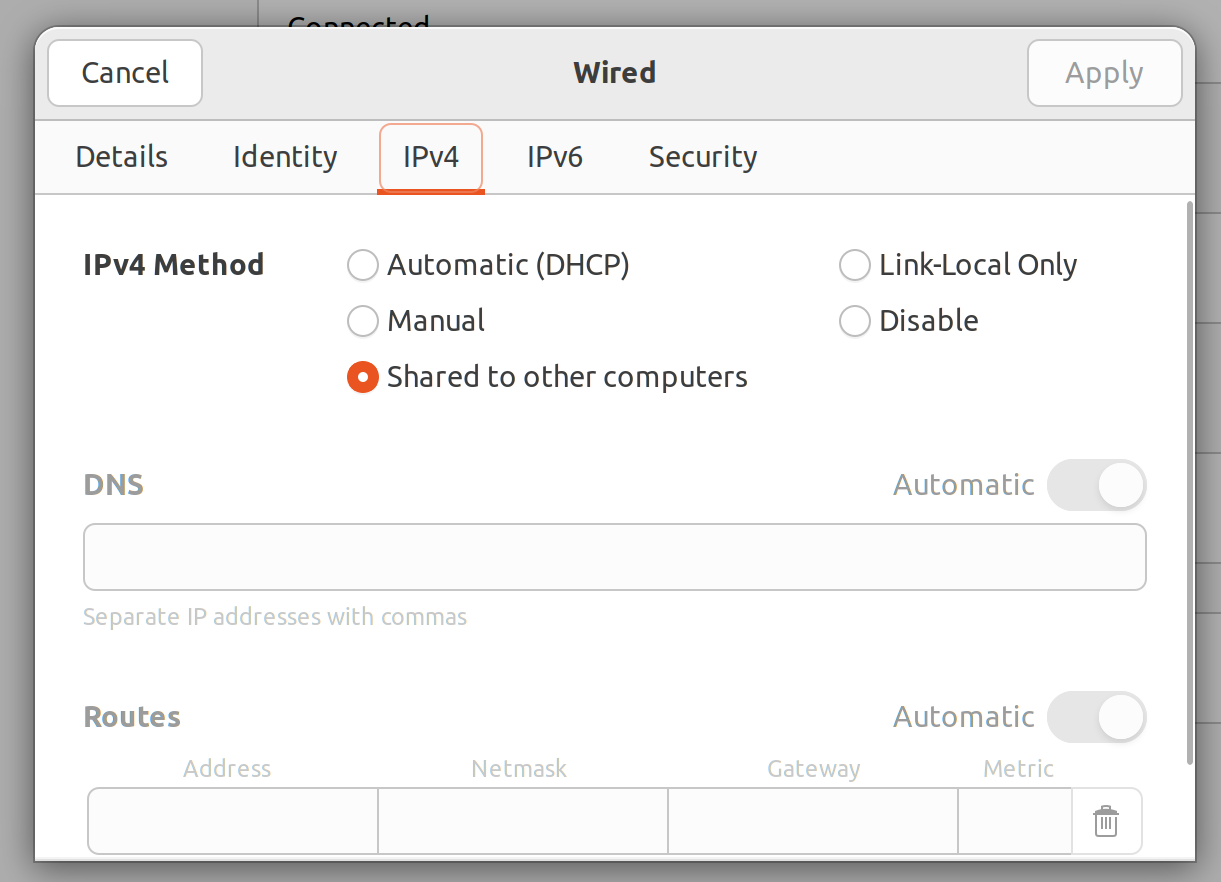 Connected
Cancel Wired Apply
Details Identity IPv4 IPv6 Security
IPv4 Method Automatic (DHCP) Link-Local Only
Manual Disable
Shared to other computers
DNS Automatic
Separate IP addresses with commas
Routes Automatic
Address Netmask Gateway Metric